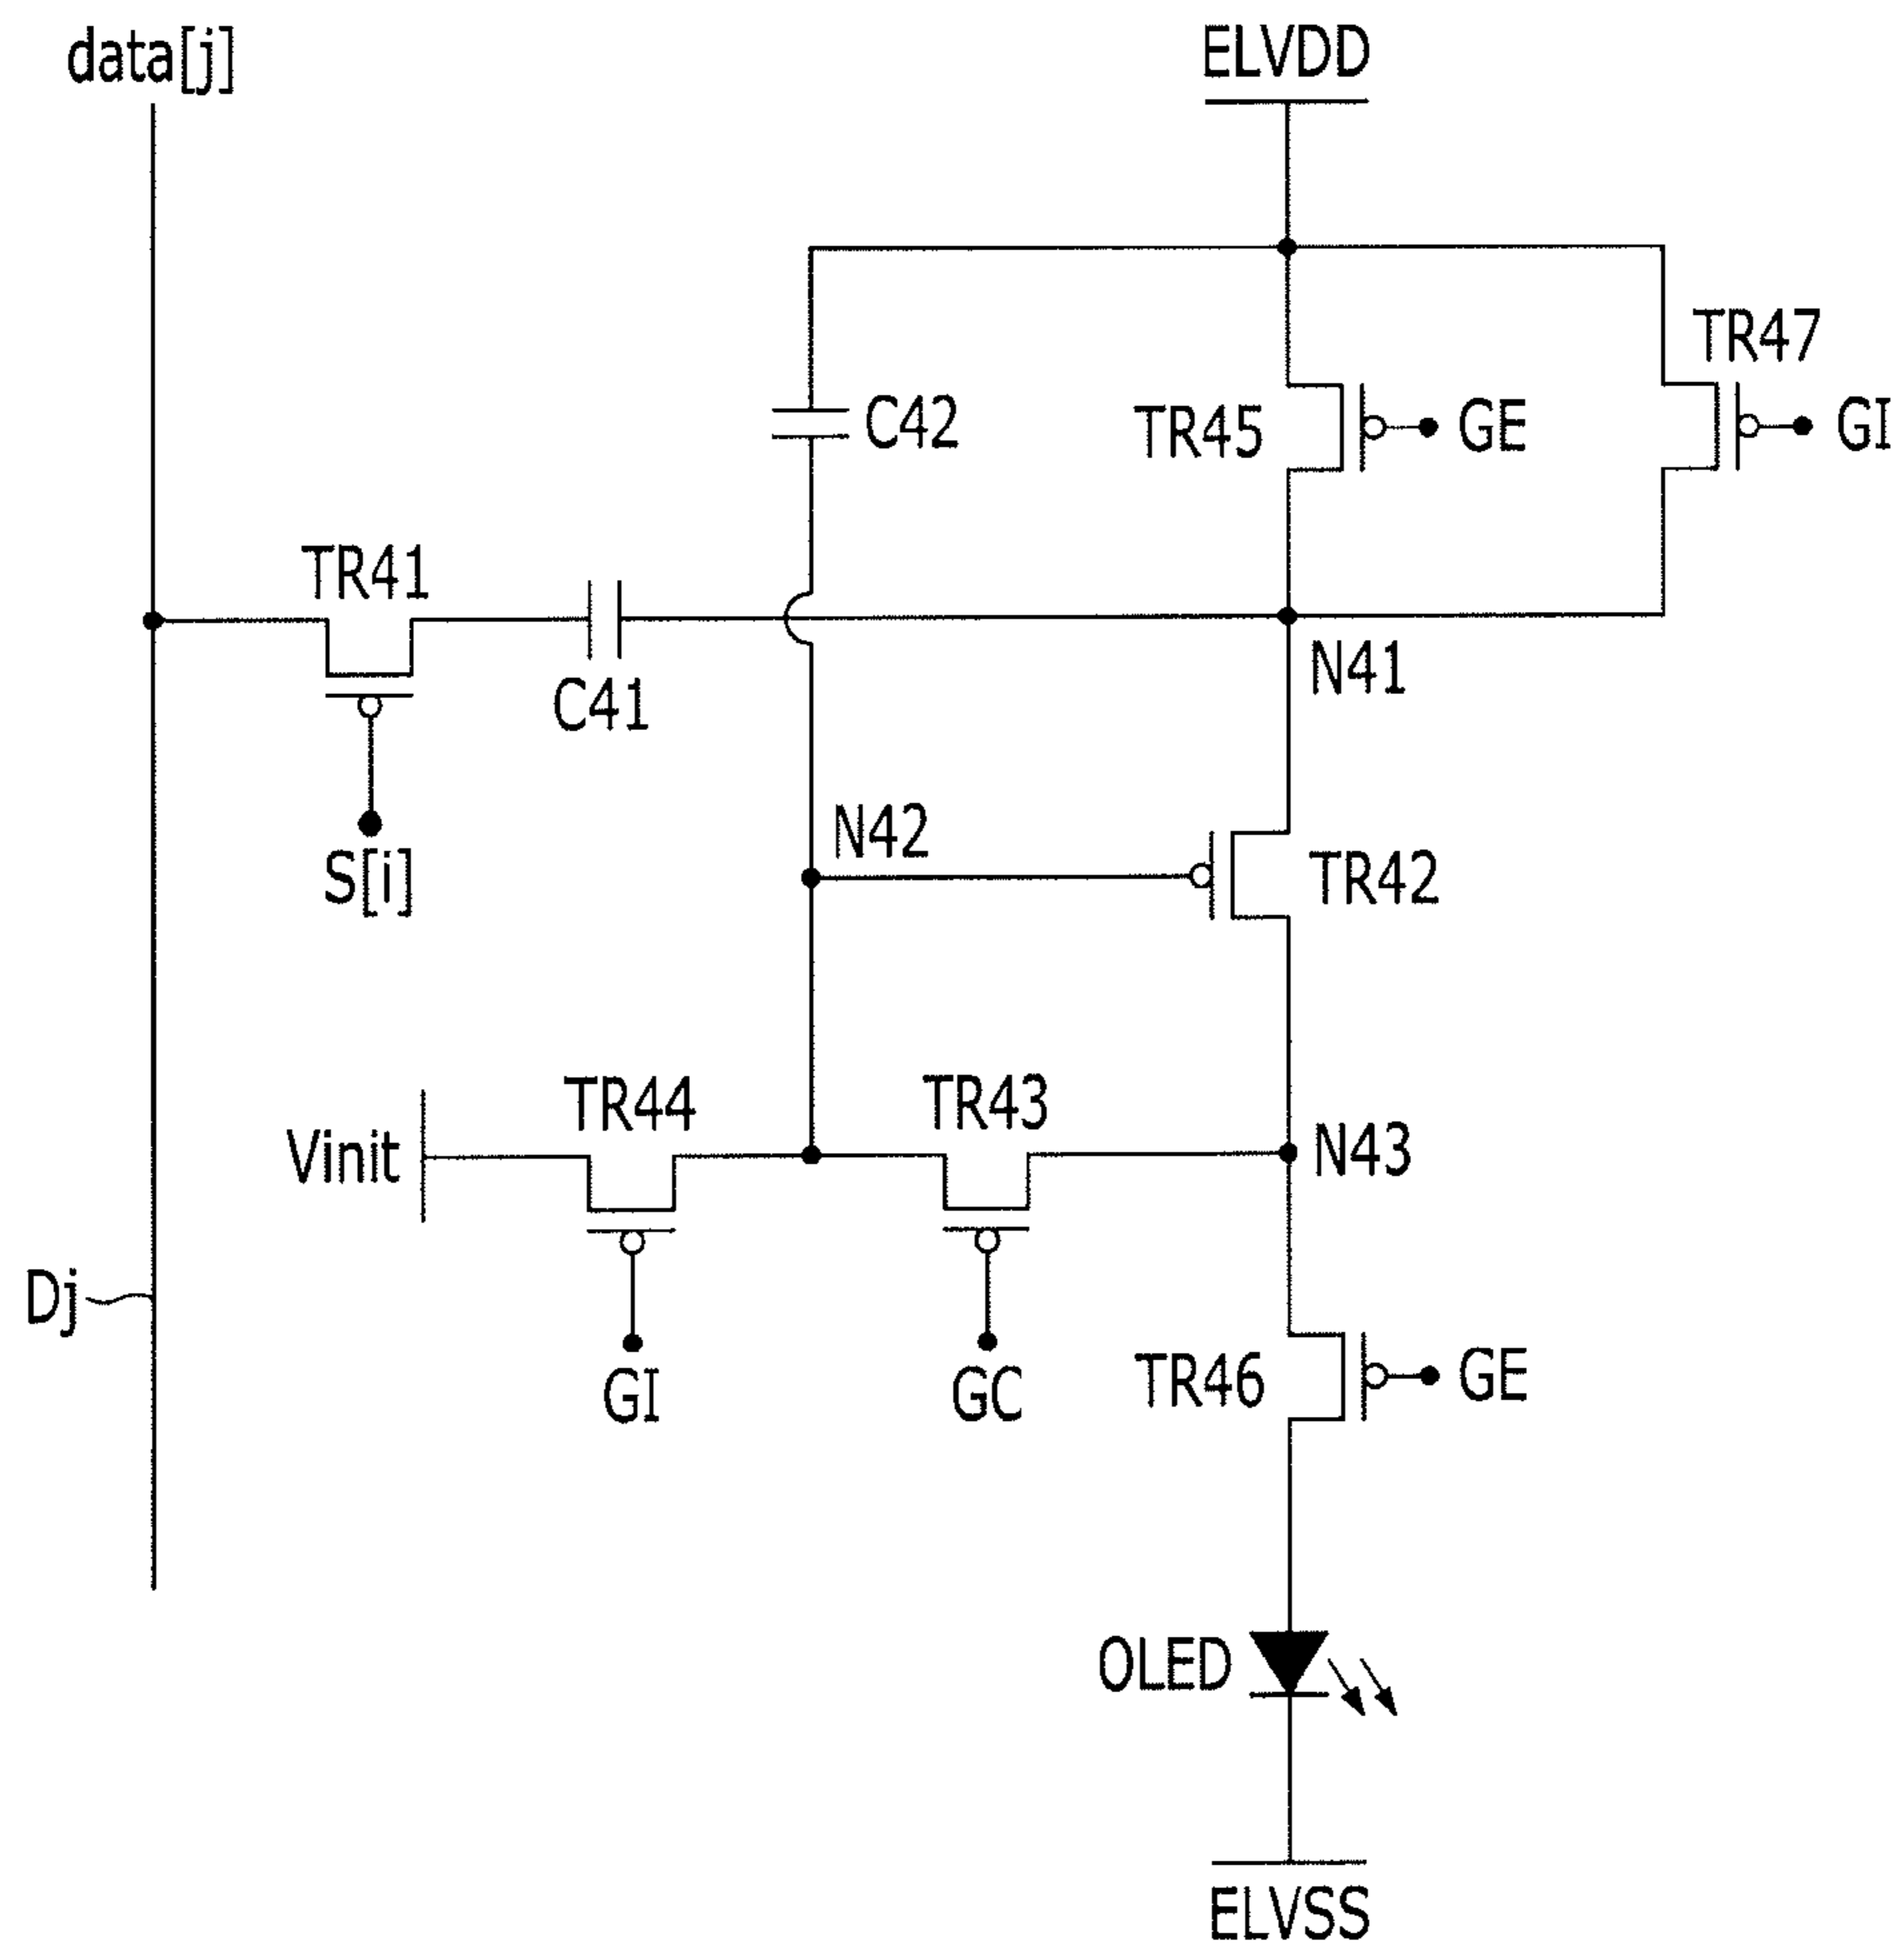 data[j]
ELVDD
TR47
C42
TR45
GE
GI
TR41
C41
N41
N42
TR42
S[i]
TR44
TR43
Vinit
N43
Dj
GI
GC
TR46
GE
OLED
ELVSS